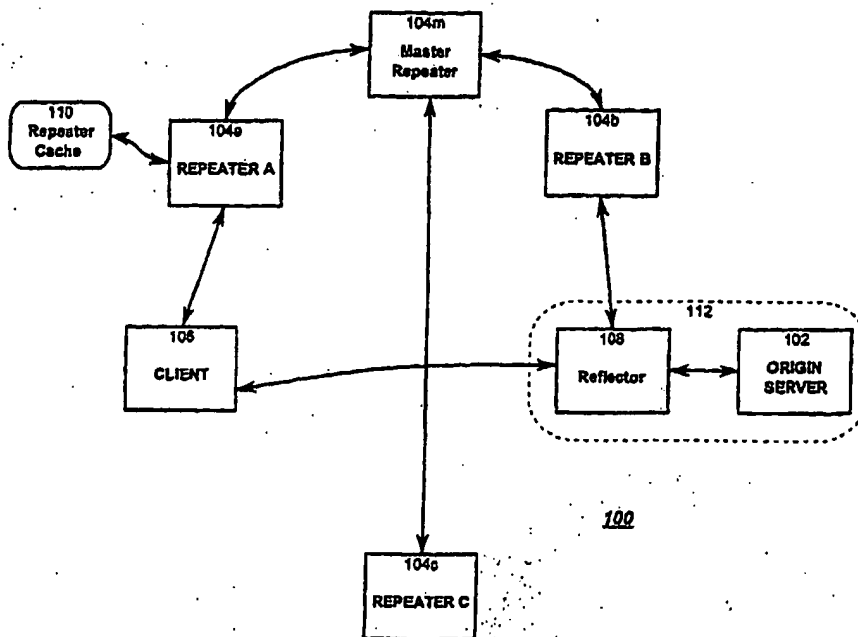 104m
Master
Repeater
110
Repeater
Cache
104a
REPEATER A
104b
REPEATER B
106
CLIENT
112
108
Reflector
102
ORIGIN
SERVER
100
104c
REPEATER C